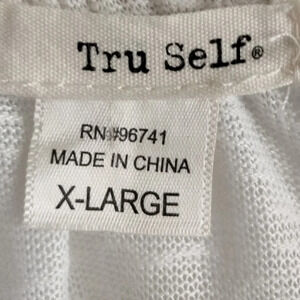 Tru Self®
RN#96741
MADE IN CHINA
X-LARGE